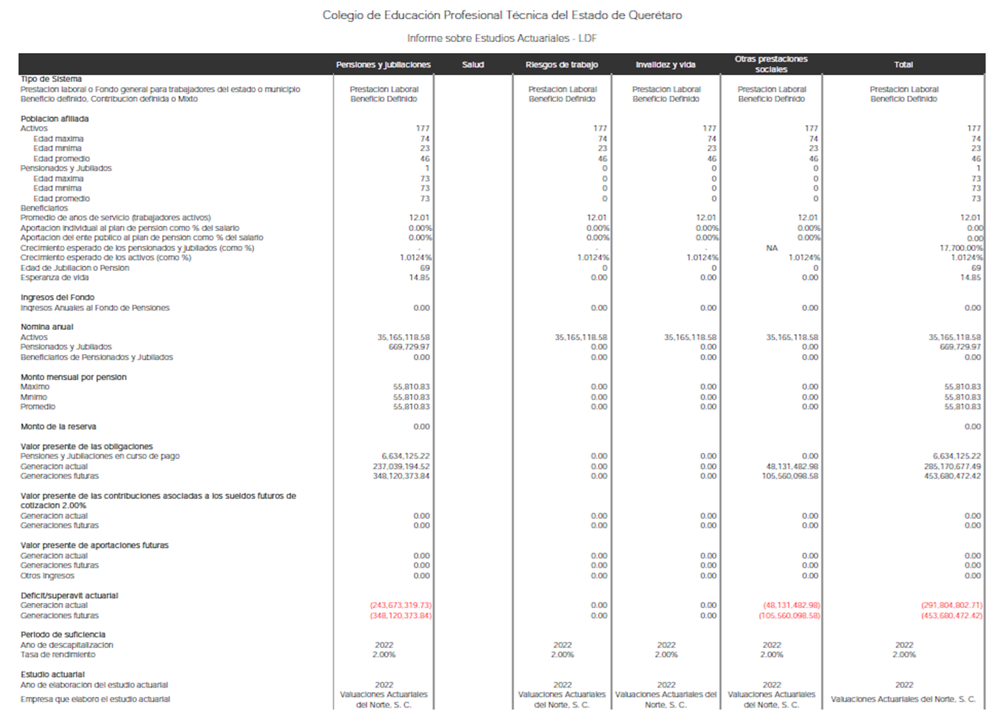 Colegio de Educación Profesional Técnica del Estado de Querétaro
Informe sobre Estudios Actuariales - LDF
Pensiones y jubilaciones Salud Riesgos de trabajo Invalidez y vida Otras prestaciones sociales Total
Tipo de Sistema
Prestacion laboral o Fondo general para trabajadores del estado o municipio Prestacion Laboral Prestacion Laboral Prestacion Laboral Prestacion Laboral Prestacion Laboral
Beneficio definido, Contribucion definida o Mixto Beneficio Definido Beneficio Definido Beneficio Definido Beneficio Definido Beneficio Definido
Poblacion afiliada
Activos 177 177 177 177 177
Edad maxima 74 74 74 74 74
Edad minima 23 23 23 23 23
Edad promedio 46 46 46 46 46
Pensionados y Jubilados 1 0 0 0 1
Edad maxima 73 0 0 0 73
Edad minima 73 0 0 0 73
Edad promedio 73 0 0 0 73
Beneficiarios
Promedio de anos de servicio (trabajadores activos) 12.01 12.01 12.01 12.01 12.01
Aportacion individual al plan de pension como % del salario 0.00% 0.00% 0.00% 0.00% 0.00
Aportacion del ente publico al plan de pension como % del salario 0.00% 0.00% 0.00% 0.00% 0.00
Crecimiento esperado de los pensionados y jubilados (como %) - - - NA 17,700.00%
Crecimiento esperado de los activos (como %) 1.0124% 1.0124% 1.0124% 1.0124% 1.0124%
Edad de Jubilacion o Pension 69 0 0 0 69
Esperanza de vida 14.85 0.00 0.00 0.00 14.85
Ingresos del Fondo
Ingresos Anuales al Fondo de Pensiones 0.00 0.00 0.00 0.00 0.00
Nomina anual
Activos 35,165,118.58 35,165,118.58 35,165,118.58 35,165,118.58 35,165,118.58
Pensionados y Jubilados 669,729.97 0.00 0.00 0.00 669,729.97
Beneficiarios de Pensionados y Jubilados 0.00 0.00 0.00 0.00 0.00
Monto mensual por pension
Maximo 55,810.83 0.00 0.00 0.00 55,810.83
Minimo 55,810.83 0.00 0.00 0.00 55,810.83
Promedio 55,810.83 0.00 0.00 0.00 55,810.83
Monto de la reserva 0.00 0.00
Valor presente de las obligaciones
Pensiones y Jubilaciones en curso de pago 6,634,125.22 0.00 0.00 0.00 6,634,125.22
Generacion actual 237,039,194.52 0.00 0.00 48,131,482.98 285,170,677.49
Generaciones futuras 348,120,373.84 0.00 0.00 105,560,098.58 453,680,472.42
Valor presente de las contribuciones asociadas a los sueldos futuros de
cotizacion 2.00%
Generacion actual 0.00 0.00 0.00 0.00 0.00
Generaciones futuras 0.00 0.00 0.00 0.00 0.00
Valor presente de aportaciones futuras
Generacion actual 0.00 0.00 0.00 0.00 0.00
Generaciones futuras 0.00 0.00 0.00 0.00 0.00
Otros Ingresos 0.00 0.00 0.00 0.00 0.00
Deficit/superavit actuarial
Generacion actual (243,673,319.73) 0.00 0.00 (48,131,482.98) (291,804,802.71)
Generaciones futuras (348,120,373.84) 0.00 0.00 (105,560,098.58) (453,680,472.42)
Periodo de suficiencia
Ano de descapitalizacion 2022 2022 2022 2022 2022
Tasa de rendimiento 2.00% 2.00% 2.00% 2.00% 2.00%
Estudio actuarial
Ano de elaboracion del estudio actuarial 2022 2022 2022 2022 2022
Empresa que elaboro el estudio actuarial Valuaciones Actuariales del Norte, S. C. Valuaciones Actuariales del Norte, S. C. Valuaciones Actuariales del Norte, S. C. Valuaciones Actuariales del Norte, S. C. Valuaciones Actuariales del Norte, S. C.